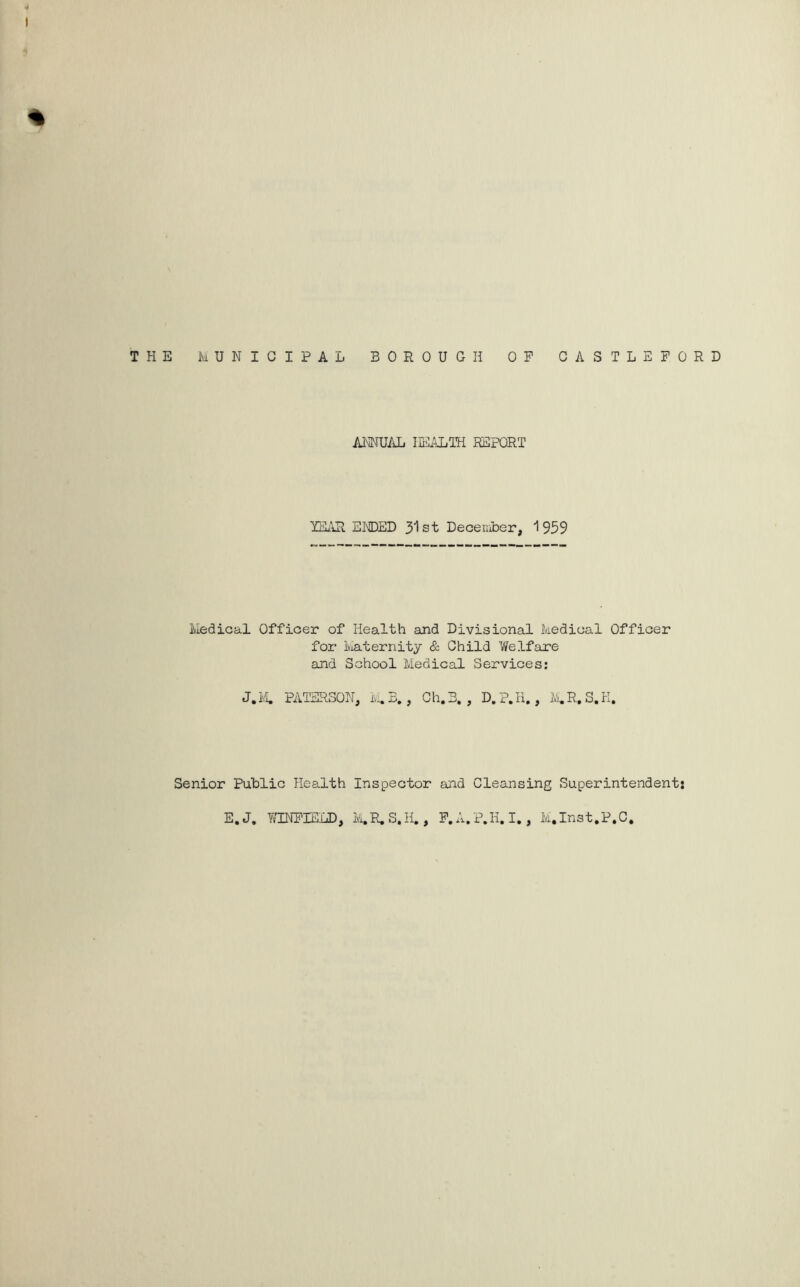 THE MUNICIPAL BOROUGH OF CASTLEFORD
ANNUAL HEALTH REPORT
YEAR ENDED 31st December, 1959
Medical Officer of Health and Divisional Medical Officer
for Maternity & Child Welfare
and School Medical Services:
J.M. PATERSON, M.B., Ch.B., D.P.H., M.R.S.H.
Senior Public Health Inspector and Cleansing Superintendent:
E.J. WINFIELD, M.R.S.H., F.A.P.H.I., M.Inst.P.C.